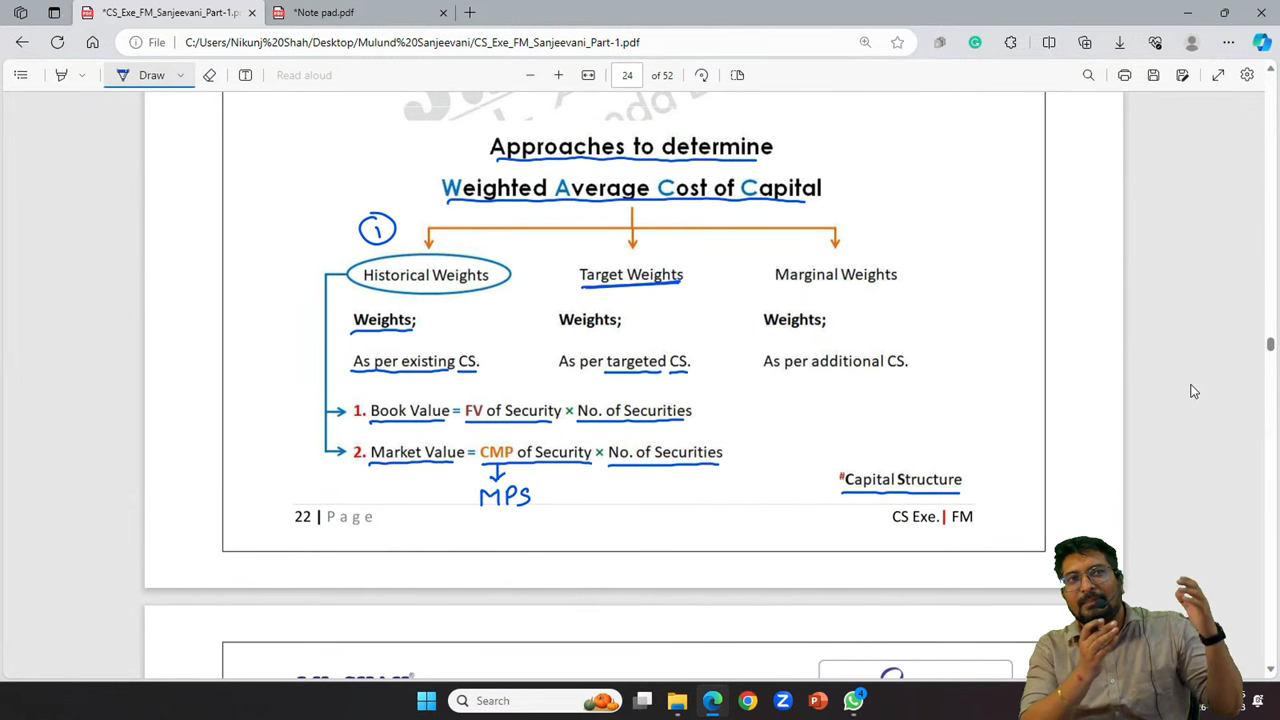 *CS_Exe_FM_Sanjeevani_Part-1.p
*Note pad.pdf
File
C:/Users/Nikunj%20Shah/Desktop/Mulund%20Sanjeevani/CS_Exe_FM_Sanjeevani_Part-1.pdf
Draw
Read aloud
24 of 52
Approaches to determine
Weighted Average Cost of Capital
1
Historical Weights
Target Weights
Marginal Weights
Weights;
Weights;
Weights;
As per existing CS.
As per targeted CS.
As per additional CS.
1. Book Value = FV of Security × No. of Securities
2. Market Value = CMP of Security × No. of Securities
MPS
#Capital Structure
22 | Page
CS Exe.| FM
Search
4